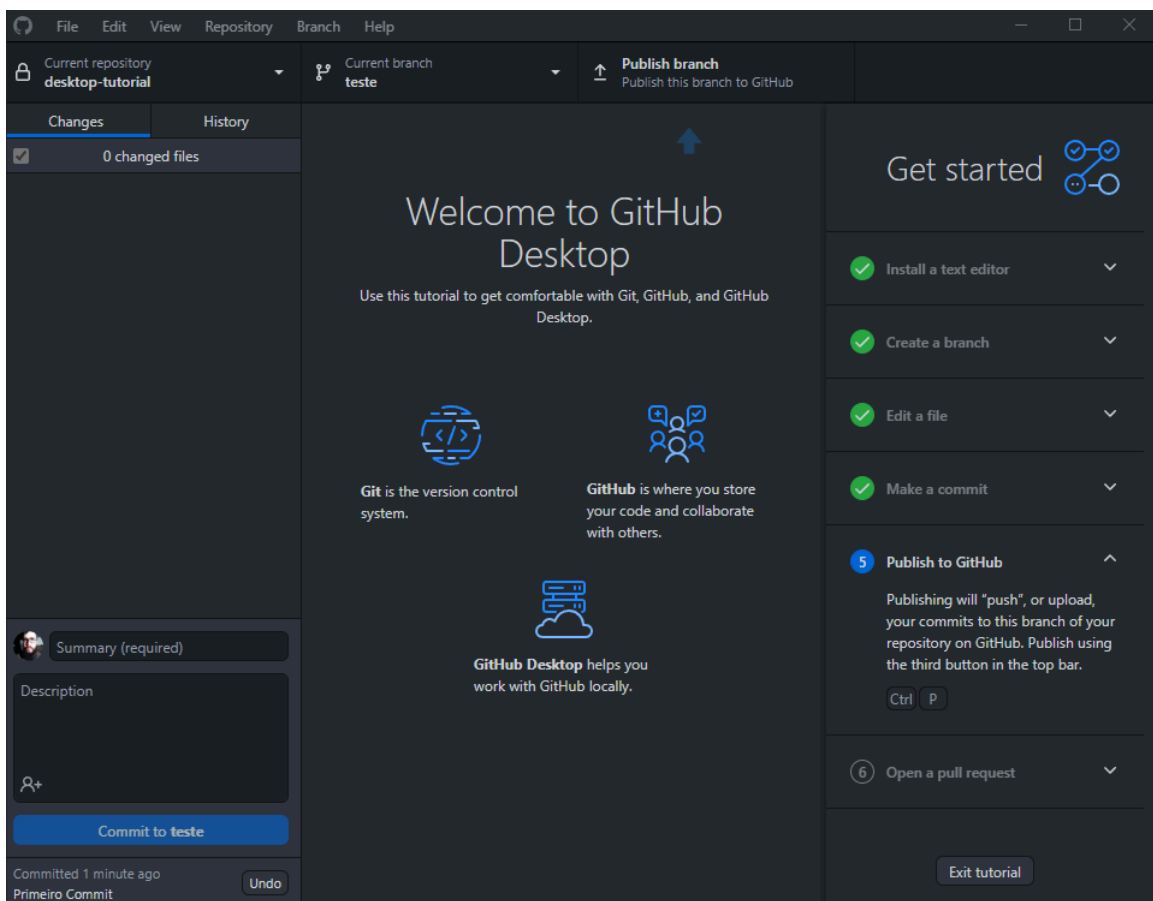 File Edit View Repository Branch Help
Current repository
desktop-tutorial
Current branch
teste
Publish branch
Publish this branch to GitHub
Changes History
0 changed files
Welcome to GitHub
Desktop
Use this tutorial to get comfortable with Git, GitHub, and GitHub
Desktop.
Git is the version control
system.
GitHub is where you store
your code and collaborate
with others.
GitHub Desktop helps you
work with GitHub locally.
Summary (required)
Description
Commit to teste
Committed 1 minute ago
Primeiro Commit
Undo
Get started
Install a text editor
Create a branch
Edit a file
Make a commit
5 Publish to GitHub
Publishing will “push”, or upload,
your commits to this branch of your
repository on GitHub. Publish using
the third button in the top bar.
Ctrl P
6 Open a pull request
Exit tutorial